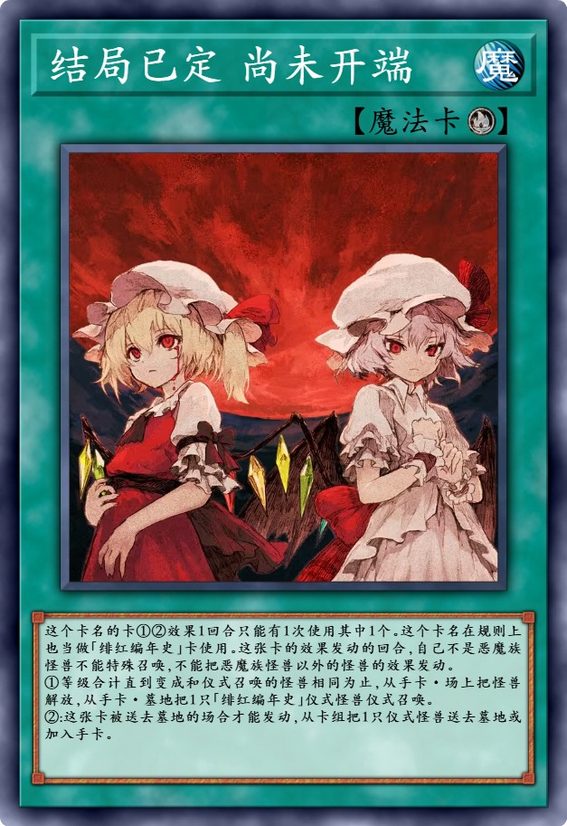 结局已定 尚未开端
魔
【魔法卡】
这个卡名的卡①②效果1回合只能有1次使用其中1个。这个卡名在规则上
也当做「绯红编年史」卡使用。这张卡的效果发动的回合,自己不是恶魔族
怪兽不能特殊召唤,不能把恶魔族怪兽以外的怪兽的效果发动。
①等级合计直到变成和仪式召唤的怪兽相同为止,从手卡·场上把怪兽
解放,从手卡·墓地把1只「绯红编年史」仪式怪兽仪式召唤。
②:这张卡被送去墓地的场合才能发动,从卡组把1只仪式怪兽送去墓地或
加入手卡。